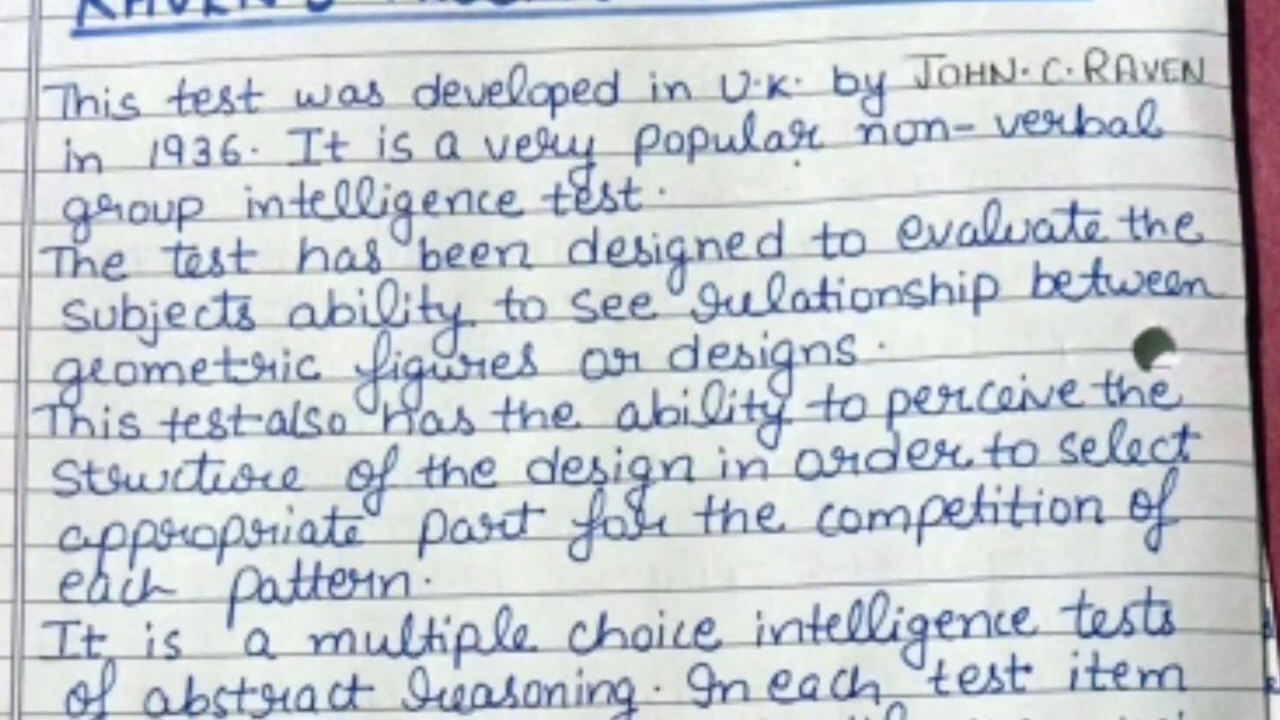 RAVEN'S
This test was developed in U.K. by JOHN.C.RAVEN
in 1936. It is a very popular non-verbal
group intelligence test.
The test has been designed to evaluate the
subjects ability to see relationship between
geometric figures or designs.
This test also has the ability to perceive the
structure of the design in order to select
appropriate part for the competition of
each pattern.
It is a multiple choice intelligence tests
of abstract reasoning. In each test item